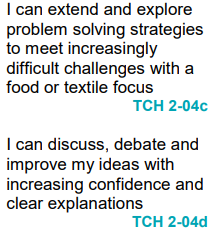 I can extend and explore
problem solving strategies
to meet increasingly
difficult challenges with a
food or textile focus
TCH 2-04c
I can discuss, debate and
improve my ideas with
increasing confidence and
clear explanations
TCH 2-04d